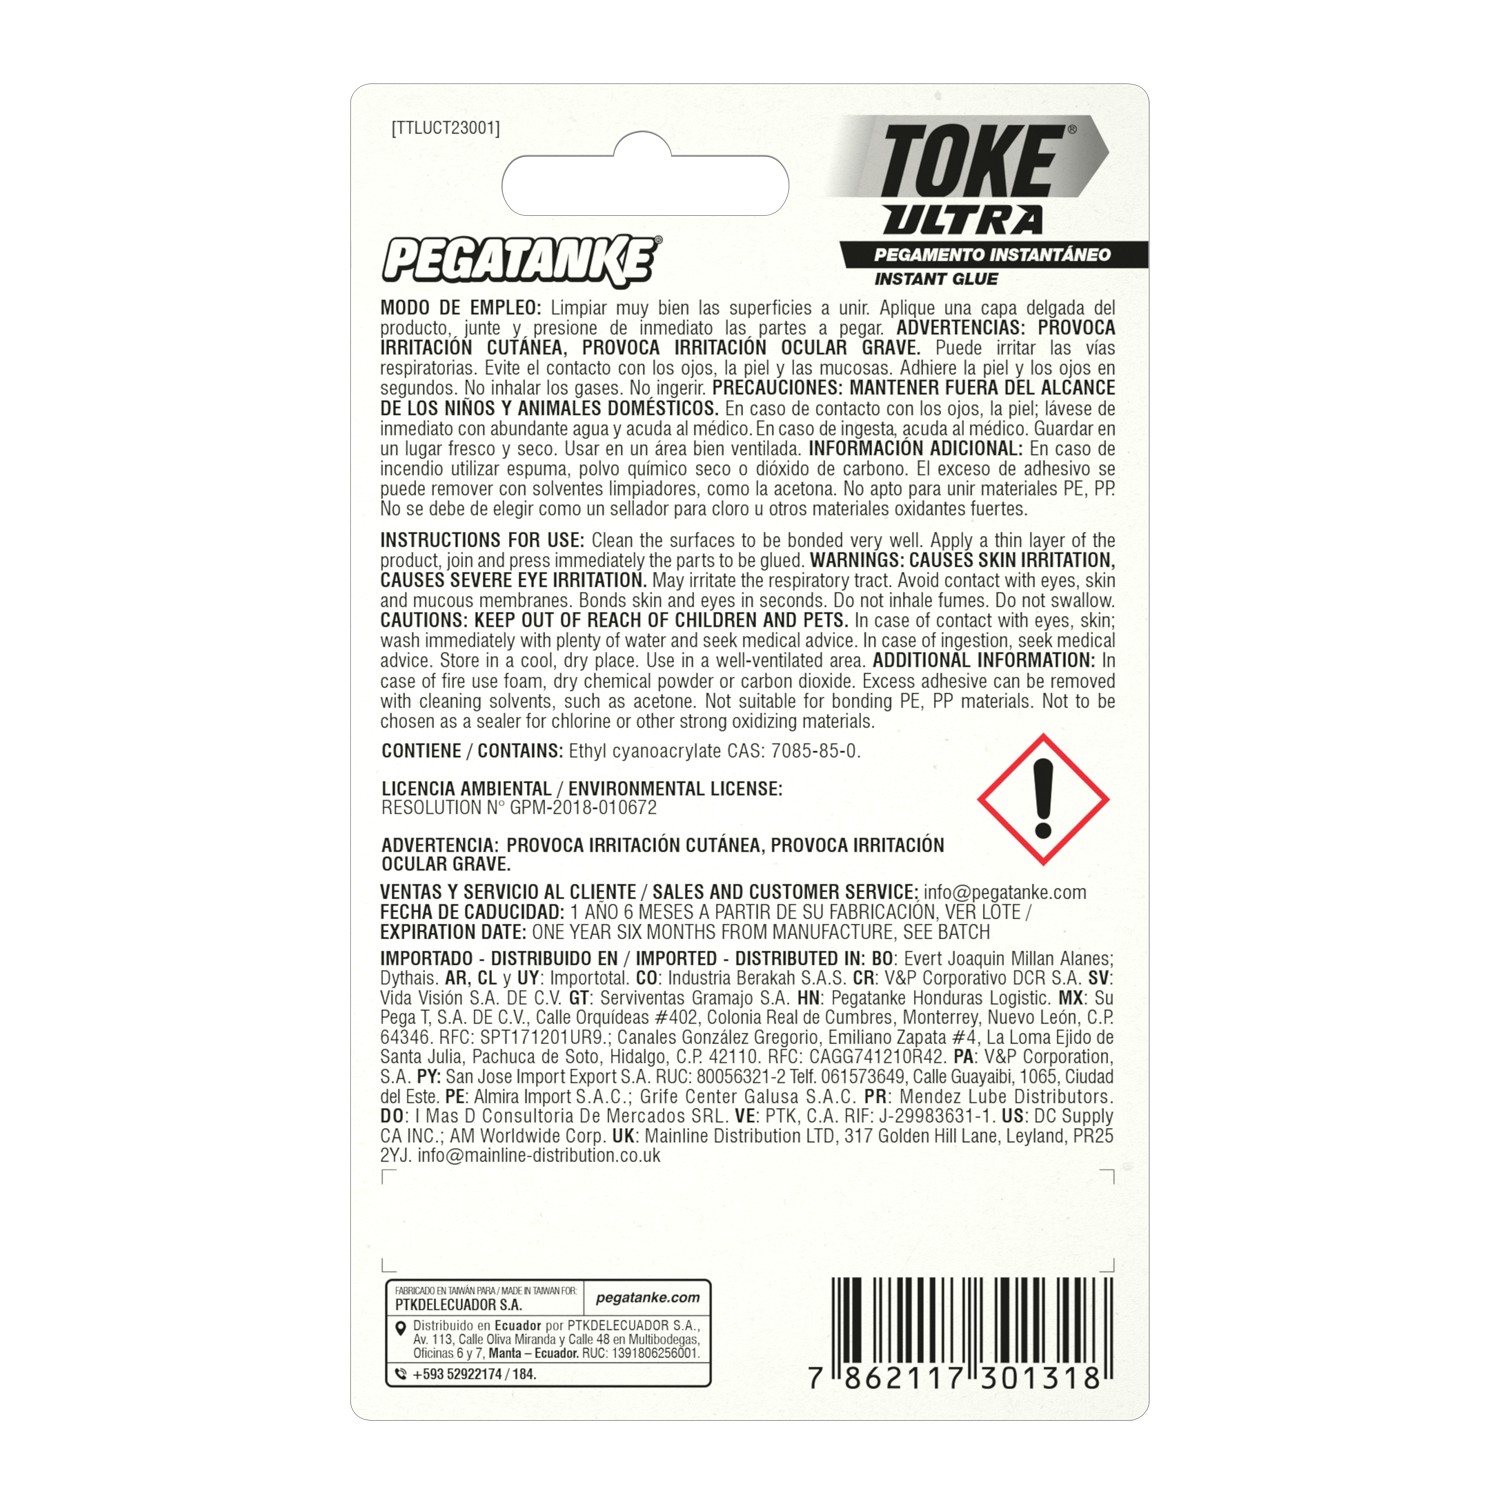 [TTLUCT23001]
TOKE®
ULTRA
PEGATANKE®
PEGAMENTO INSTANTÁNEO
INSTANT GLUE
MODO DE EMPLEO: Limpiar muy bien las superficies a unir. Aplique una capa delgada del
producto, junte y presione de inmediato las partes a pegar. ADVERTENCIAS: PROVOCA
IRRITACIÓN CUTÁNEA, PROVOCA IRRITACIÓN OCULAR GRAVE. Puede irritar las vías
respiratorias. Evite el contacto con los ojos, la piel y las mucosas. Adhiere la piel y los ojos en
segundos. No inhalar los gases. No ingerir. PRECAUCIONES: MANTENER FUERA DEL ALCANCE
DE LOS NIÑOS Y ANIMALES DOMÉSTICOS. En caso de contacto con los ojos, la piel; lávese de
inmediato con abundante agua y acuda al médico. En caso de ingesta, acuda al médico. Guardar en
un lugar fresco y seco. Usar en un área bien ventilada. INFORMACIÓN ADICIONAL: En caso de
incendio utilizar espuma, polvo químico seco o dióxido de carbono. El exceso de adhesivo se
puede remover con solventes limpiadores, como la acetona. No apto para unir materiales PE, PP.
No se debe de elegir como un sellador para cloro u otros materiales oxidantes fuertes.
INSTRUCTIONS FOR USE: Clean the surfaces to be bonded very well. Apply a thin layer of the
product, join and press immediately the parts to be glued. WARNINGS: CAUSES SKIN IRRITATION,
CAUSES SEVERE EYE IRRITATION. May irritate the respiratory tract. Avoid contact with eyes, skin
and mucous membranes. Bonds skin and eyes in seconds. Do not inhale fumes. Do not swallow.
CAUTIONS: KEEP OUT OF REACH OF CHILDREN AND PETS. In case of contact with eyes, skin;
wash immediately with plenty of water and seek medical advice. In case of ingestion, seek medical
advice. Store in a cool, dry place. Use in a well-ventilated area. ADDITIONAL INFORMATION: In
case of fire use foam, dry chemical powder or carbon dioxide. Excess adhesive can be removed
with cleaning solvents, such as acetone. Not suitable for bonding PE, PP materials. Not to be
chosen as a sealer for chlorine or other strong oxidizing materials.
CONTIENE / CONTAINS: Ethyl cyanoacrylate CAS: 7085-85-0.
LICENCIA AMBIENTAL / ENVIRONMENTAL LICENSE:
RESOLUTION N° GPM-2018-010672
ADVERTENCIA: PROVOCA IRRITACIÓN CUTÁNEA, PROVOCA IRRITACIÓN
OCULAR GRAVE.
VENTAS Y SERVICIO AL CLIENTE / SALES AND CUSTOMER SERVICE: info@pegatanke.com
FECHA DE CADUCIDAD: 1 AÑO 6 MESES A PARTIR DE SU FABRICACIÓN, VER LOTE /
EXPIRATION DATE: ONE YEAR SIX MONTHS FROM MANUFACTURE, SEE BATCH
IMPORTADO - DISTRIBUIDO EN / IMPORTED - DISTRIBUTED IN: BO: Evert Joaquin Millan Alanes;
Dythais. AR, CL y UY: Importotal. CO: Industria Berakah S.A.S. CR: V&P Corporativo DCR S.A. SV:
Vida Visión S.A. DE C.V. GT: Serviventas Gramajo S.A. HN: Pegatanke Honduras Logistic. MX: Su
Pega T, S.A. DE C.V., Calle Orquídeas #402, Colonia Real de Cumbres, Monterrey, Nuevo León, C.P.
64346. RFC: SPT171201UR9.; Canales González Gregorio, Emiliano Zapata #4, La Loma Ejido de
Santa Julia, Pachuca de Soto, Hidalgo, C.P. 42110. RFC: CAGG741210R42. PA: V&P Corporation,
S.A. PY: San Jose Import Export S.A. RUC: 80056321-2 Telf. 061573649, Calle Guayaibi, 1065, Ciudad
del Este. PE: Almira Import S.A.C.; Grife Center Galusa S.A.C. PR: Mendez Lube Distributors.
DO: I Mas D Consultoria De Mercados SRL. VE: PTK, C.A. RIF: J-29983631-1. US: DC Supply
CA INC.; AM Worldwide Corp. UK: Mainline Distribution LTD, 317 Golden Hill Lane, Leyland, PR25
2YJ. info@mainline-distribution.co.uk
FABRICADO EN TAIWÁN PARA / MADE IN TAIWAN FOR:
PTKDELECUADOR S.A.
pegatanke.com
Distribuido en Ecuador por PTKDELECUADOR S.A.,
Av. 113, Calle Oliva Miranda y Calle 48 en Multibodegas,
Oficinas 6 y 7, Manta – Ecuador. RUC: 1391806256001.
+593 52922174 / 184.
7 862117 301318